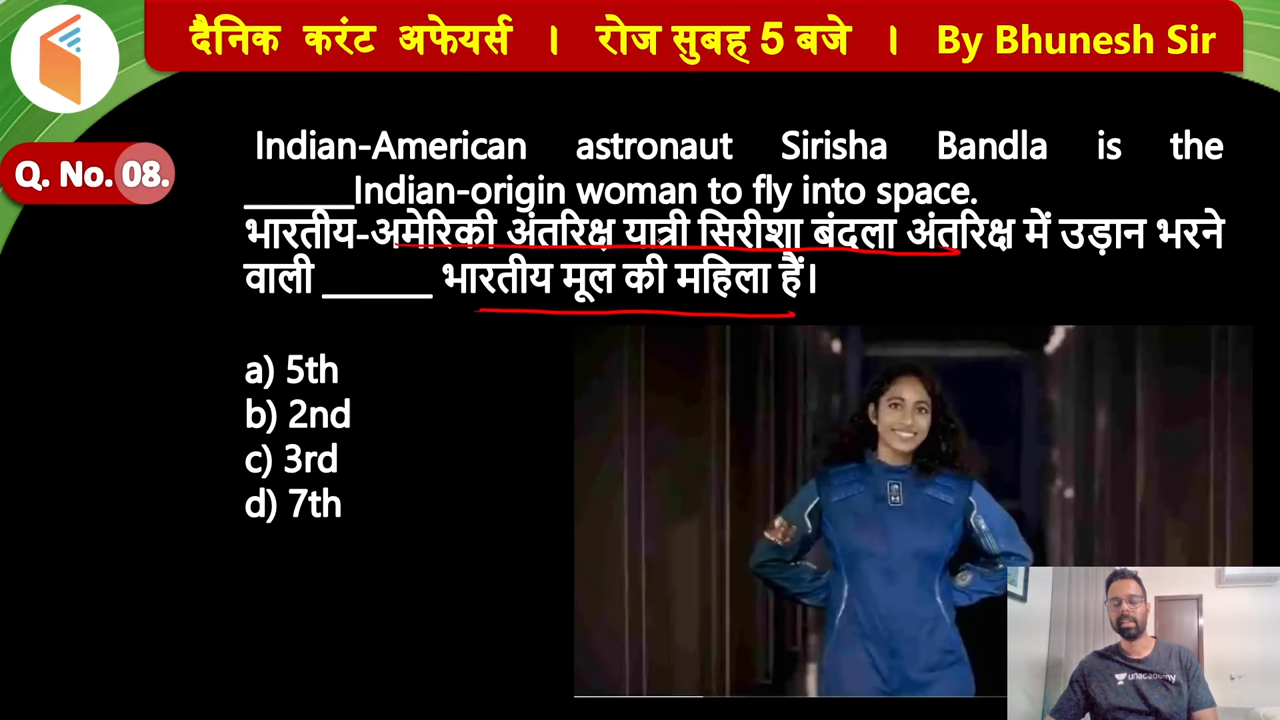 दैनिक करंट अफेयर्स । रोज सुबह 5 बजे । By Bhunesh Sir
Q. No. 08.
Indian-American astronaut Sirisha Bandla is the
______Indian-origin woman to fly into space.
भारतीय-अमेरिकी अंतरिक्ष यात्री सिरीशा बंदला अंतरिक्ष में उड़ान भरने
वाली ______ भारतीय मूल की महिला हैं।
a) 5th
b) 2nd
c) 3rd
d) 7th
unacademy